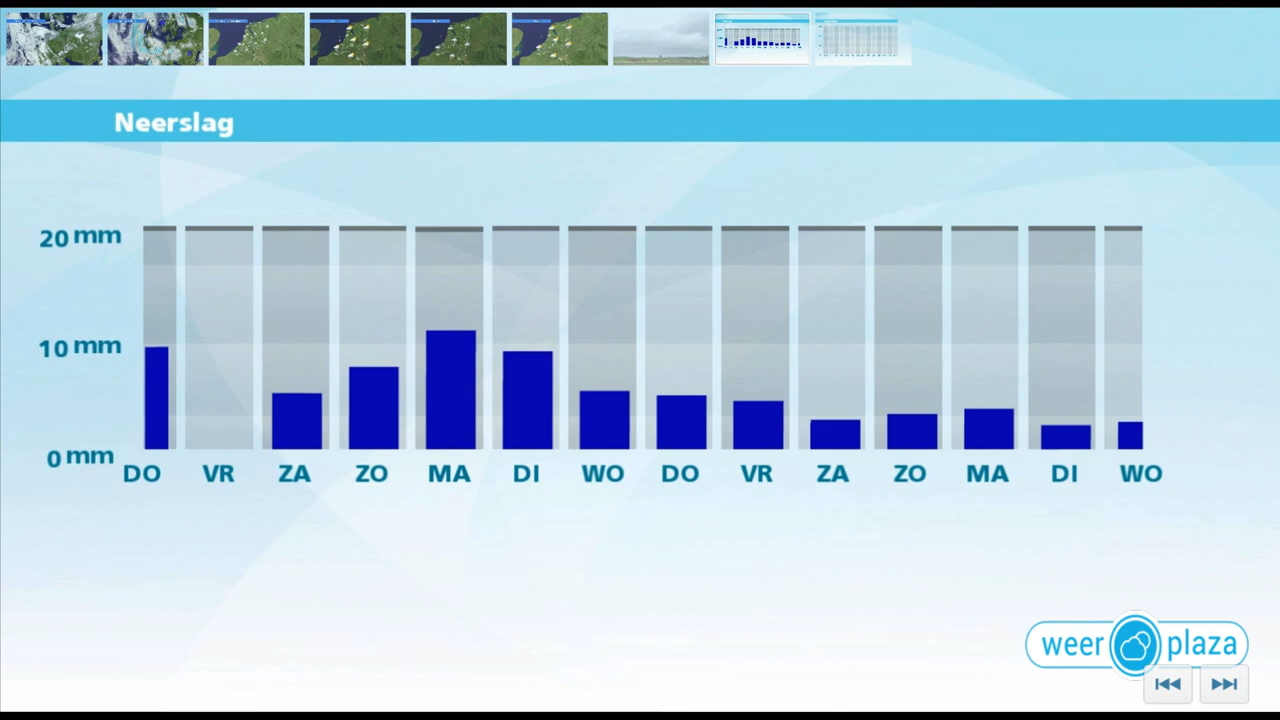 Neerslag
20 mm
10 mm
0 mm
DO VR ZA ZO MA DI WO DO VR ZA ZO MA DI WO
weer plaza